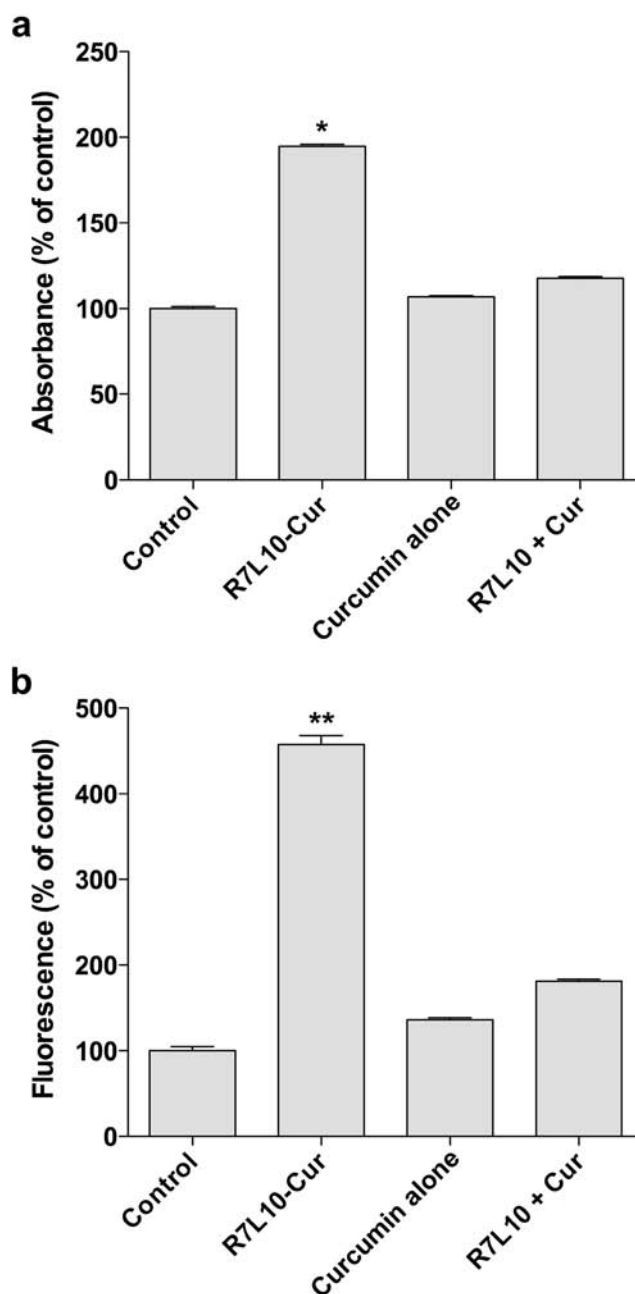 a
Absorbance (% of control)
250
200
150
100
50
0
*
Control
R7L10-Cur
Curcumin alone
R7L10 + Cur
b
Fluorescence (% of control)
500
400
300
200
100
0
**
Control
R7L10-Cur
Curcumin alone
R7L10 + Cur